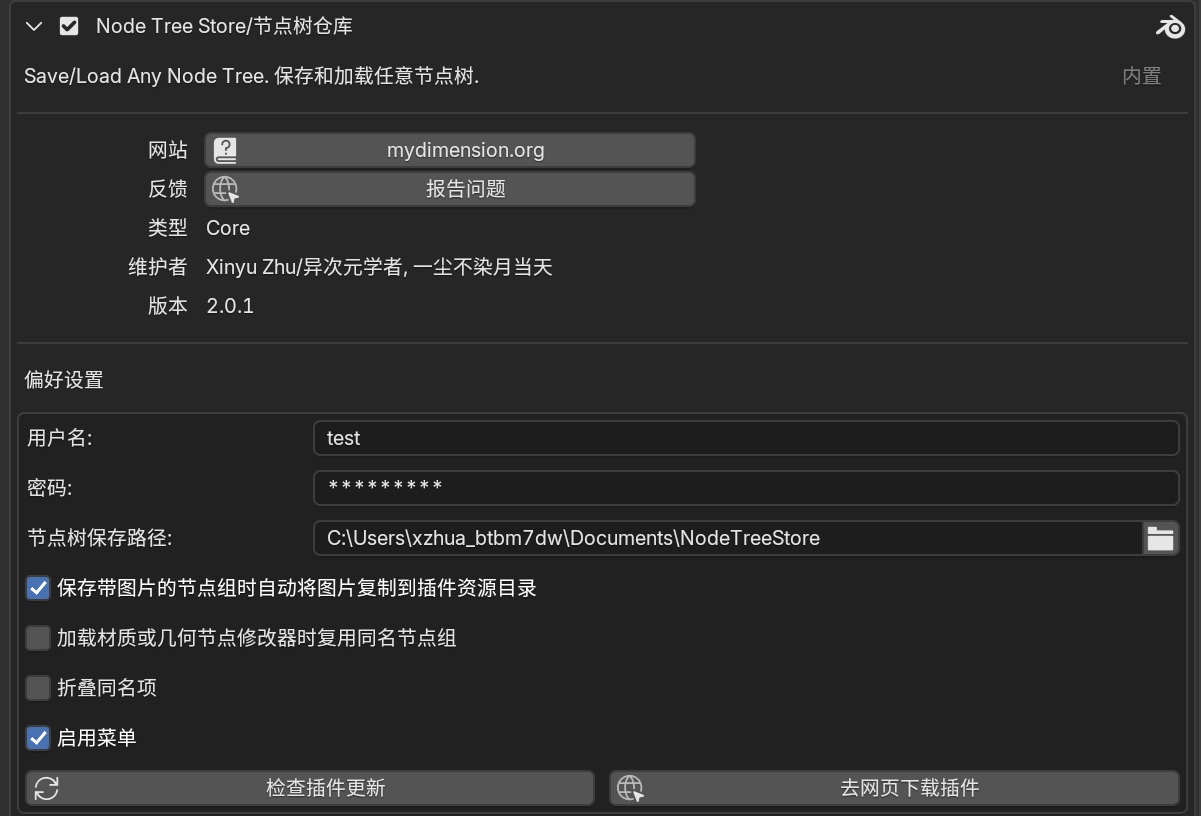 Node Tree Store/节点树仓库
Save/Load Any Node Tree. 保存和加载任意节点树. 内置
网站 mydimension.org
反馈 报告问题
类型 Core
维护者 Xinyu Zhu/异次元学者, 一尘不染月当天
版本 2.0.1
偏好设置
用户名: test
密码: *********
节点树保存路径: C:\Users\xzhua_btbm7dw\Documents\NodeTreeStore
保存带图片的节点组时自动将图片复制到插件资源目录
加载材质或几何节点修改器时复用同名节点组
折叠同名项
启用菜单
检查插件更新 去网页下载插件